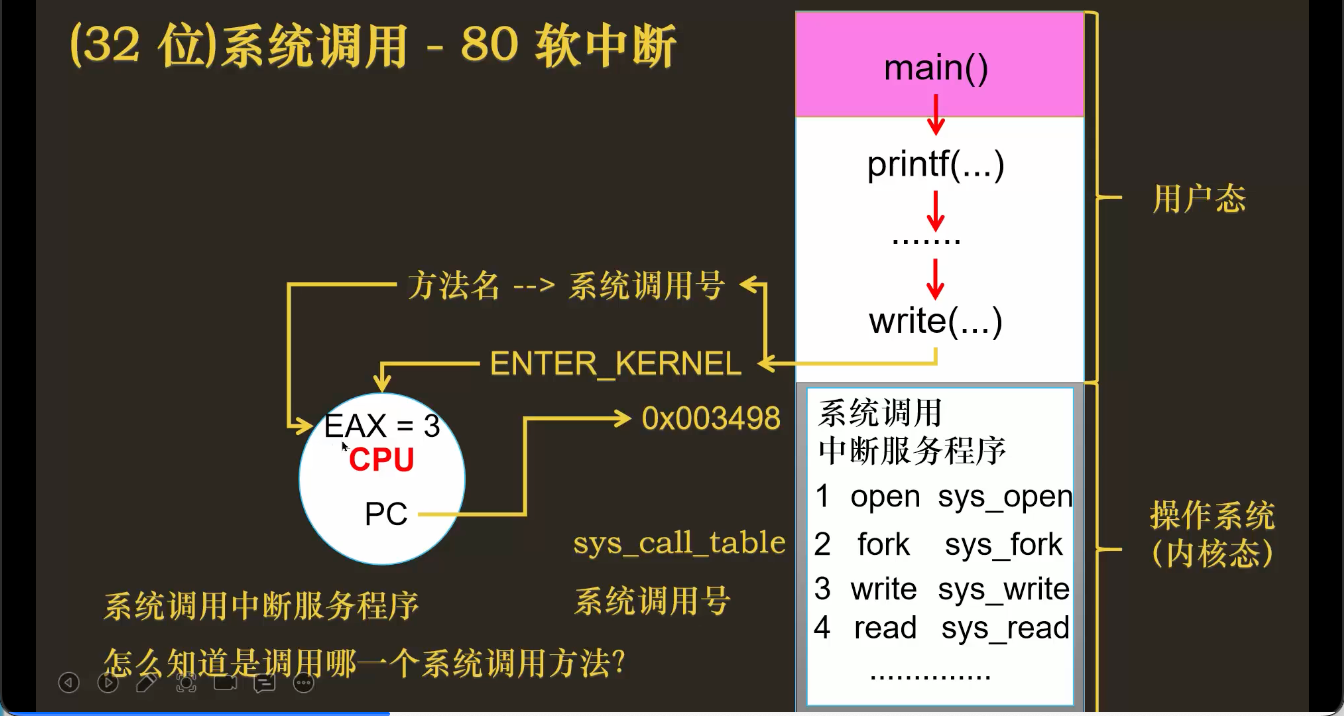 (32 位)系统调用 - 80 软中断
main()
printf(...)
.......
write(...)
用户态
方法名 --> 系统调用号
ENTER_KERNEL
EAX = 3
CPU
PC
0x003498
sys_call_table
系统调用号
系统调用中断服务程序
怎么知道是调用哪一个系统调用方法?
系统调用
中断服务程序
1 open sys_open
2 fork sys_fork
3 write sys_write
4 read sys_read
..............
操作系统
(内核态)